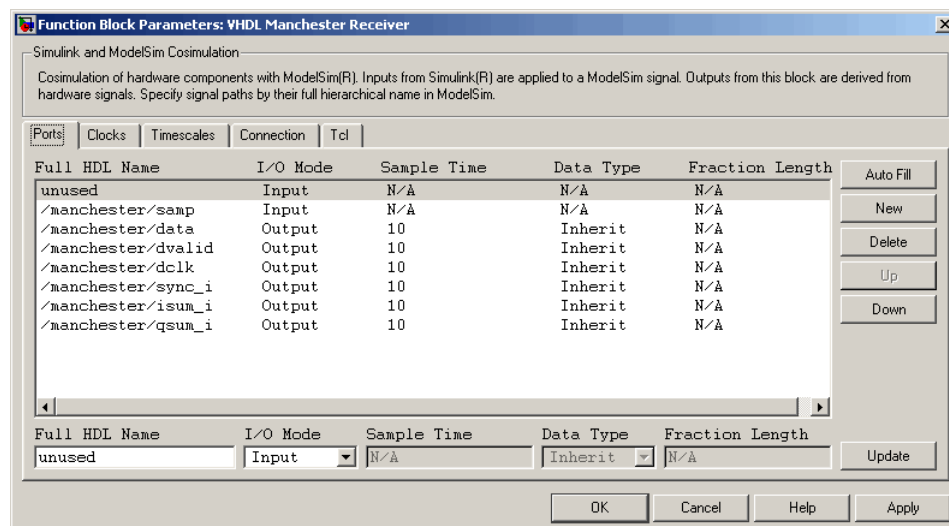 Function Block Parameters: VHDL Manchester Receiver
Simulink and ModelSim Cosimulation
Cosimulation of hardware components with ModelSim(R). Inputs from Simulink(R) are applied to a ModelSim signal. Outputs from this block are derived from
hardware signals. Specify signal paths by their full hierarchical name in ModelSim.
Ports Clocks Timescales Connection Tcl
Full HDL Name I/O Mode Sample Time Data Type Fraction Length
Auto Fill
unused Input N/A N/A N/A
/manchester/samp Input N/A N/A N/A
New
/manchester/data Output 10 Inherit N/A
/manchester/dvalid Output 10 Inherit N/A
Delete
/manchester/dclk Output 10 Inherit N/A
/manchester/sync_i Output 10 Inherit N/A
Up
/manchester/isum_i Output 10 Inherit N/A
Down
/manchester/qsum_i Output 10 Inherit N/A
Full HDL Name I/O Mode Sample Time Data Type Fraction Length
unused Input N/A Inherit N/A Update
OK Cancel Help Apply